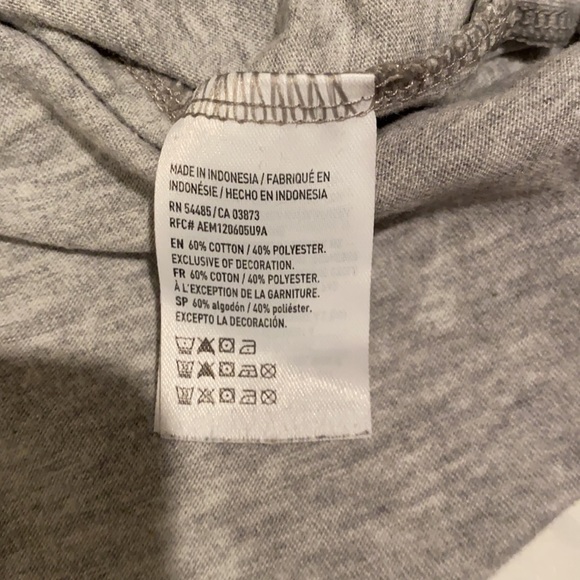 MADE IN INDONESIA / FABRIQUÉ EN
INDONÉSIE / HECHO EN INDONESIA
RN 54485 / CA 03873
RFC# AEM120605U9A
EN 60% COTTON / 40% POLYESTER.
EXCLUSIVE OF DECORATION.
FR 60% COTON / 40% POLYESTER.
À L'EXCEPTION DE LA GARNITURE.
SP 60% algodón / 40% poliéster.
EXCEPTO LA DECORACIÓN.